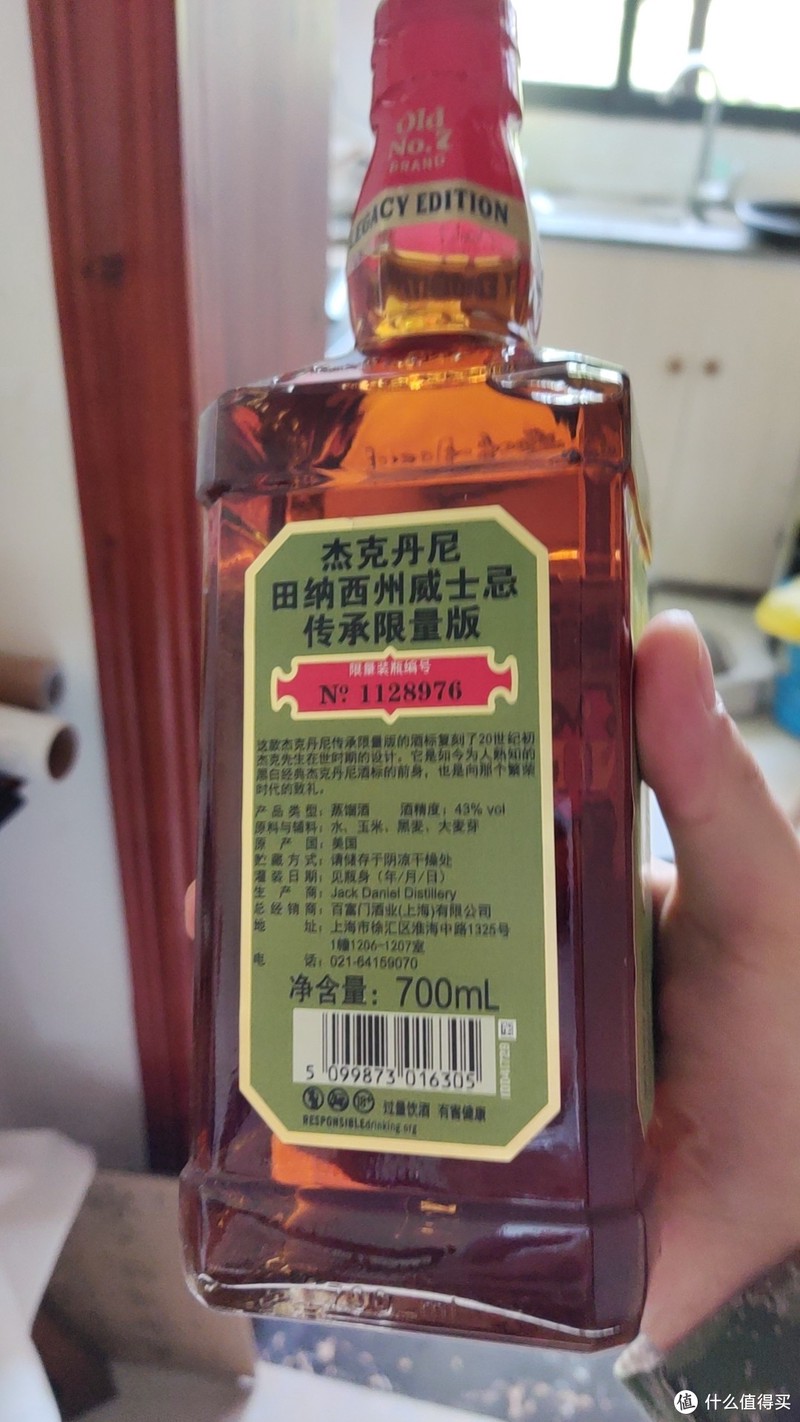 Old
No.7
BRAND
LEGACY EDITION
杰克丹尼
田纳西州威士忌
传承限量版
限量装瓶编号
Nº 1128976
这款杰克丹尼传承限量版的酒标复刻了20世纪初
杰克先生在世时期的设计。它是如今为人熟知的
黑白经典杰克丹尼酒标的前身，也是向那个繁荣
时代的致礼。
产品类型：蒸馏酒 酒精度：43% vol
原料与辅料：水、玉米、黑麦、大麦芽
原产国：美国
贮藏方式：请储存于阴凉干燥处
灌装日期：见瓶身（年/月/日）
生产商：Jack Daniel Distillery
总经销商：百富门酒业(上海)有限公司
地址：上海市徐汇区淮海中路1325号
1幢1206-1207室
电话：021-64159070
净含量：700mL
5 099873 016305
18+
过量饮酒 有害健康
RESPONSIBLEdrinking.org
值 什么值得买